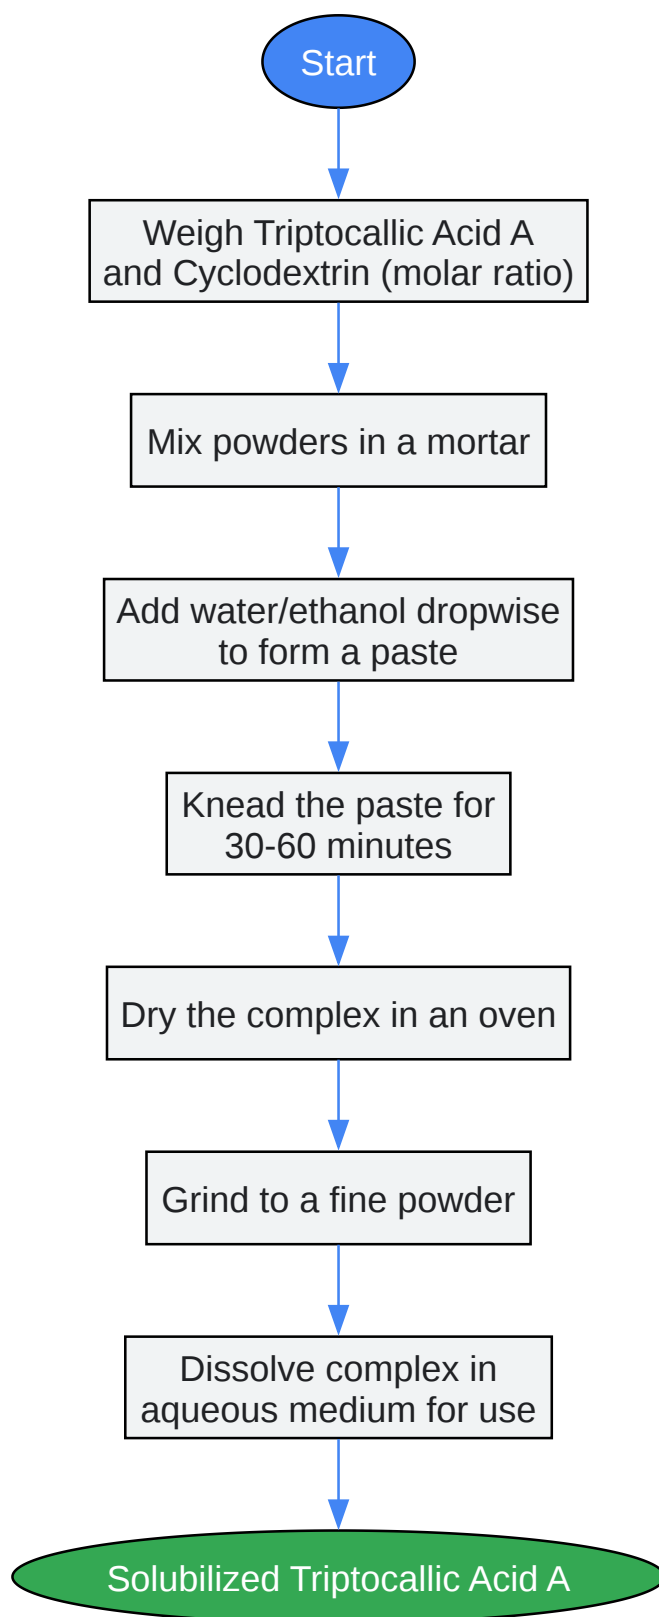 Start
Weigh Triptocallic Acid A
and Cyclodextrin (molar ratio)
Mix powders in a mortar
Add water/ethanol dropwise
to form a paste
Knead the paste for
30-60 minutes
Dry the complex in an oven
Grind to a fine powder
Dissolve complex in
aqueous medium for use
Solubilized Triptocallic Acid A